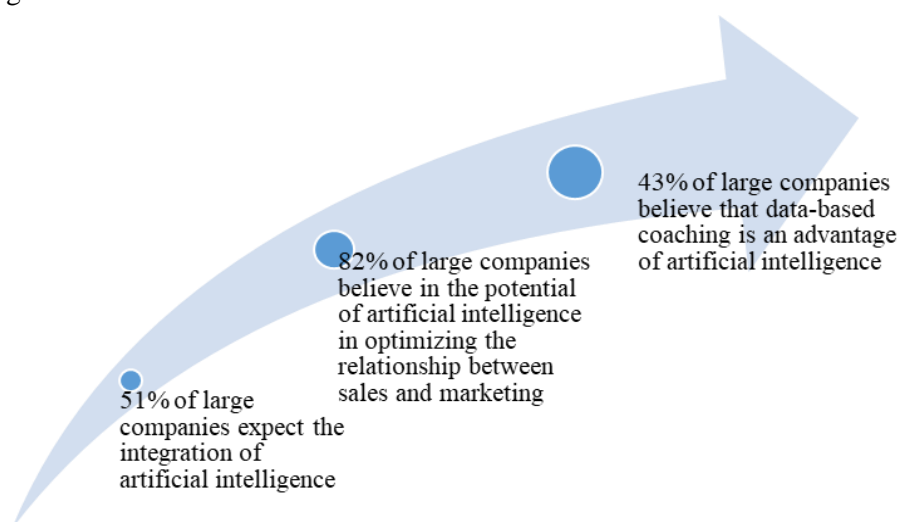 51% of large
companies expect the
integration of
artificial intelligence
82% of large companies
believe in the potential
of artificial intelligence
in optimizing the
relationship between
sales and marketing
43% of large companies
believe that data-based
coaching is an advantage
of artificial intelligence